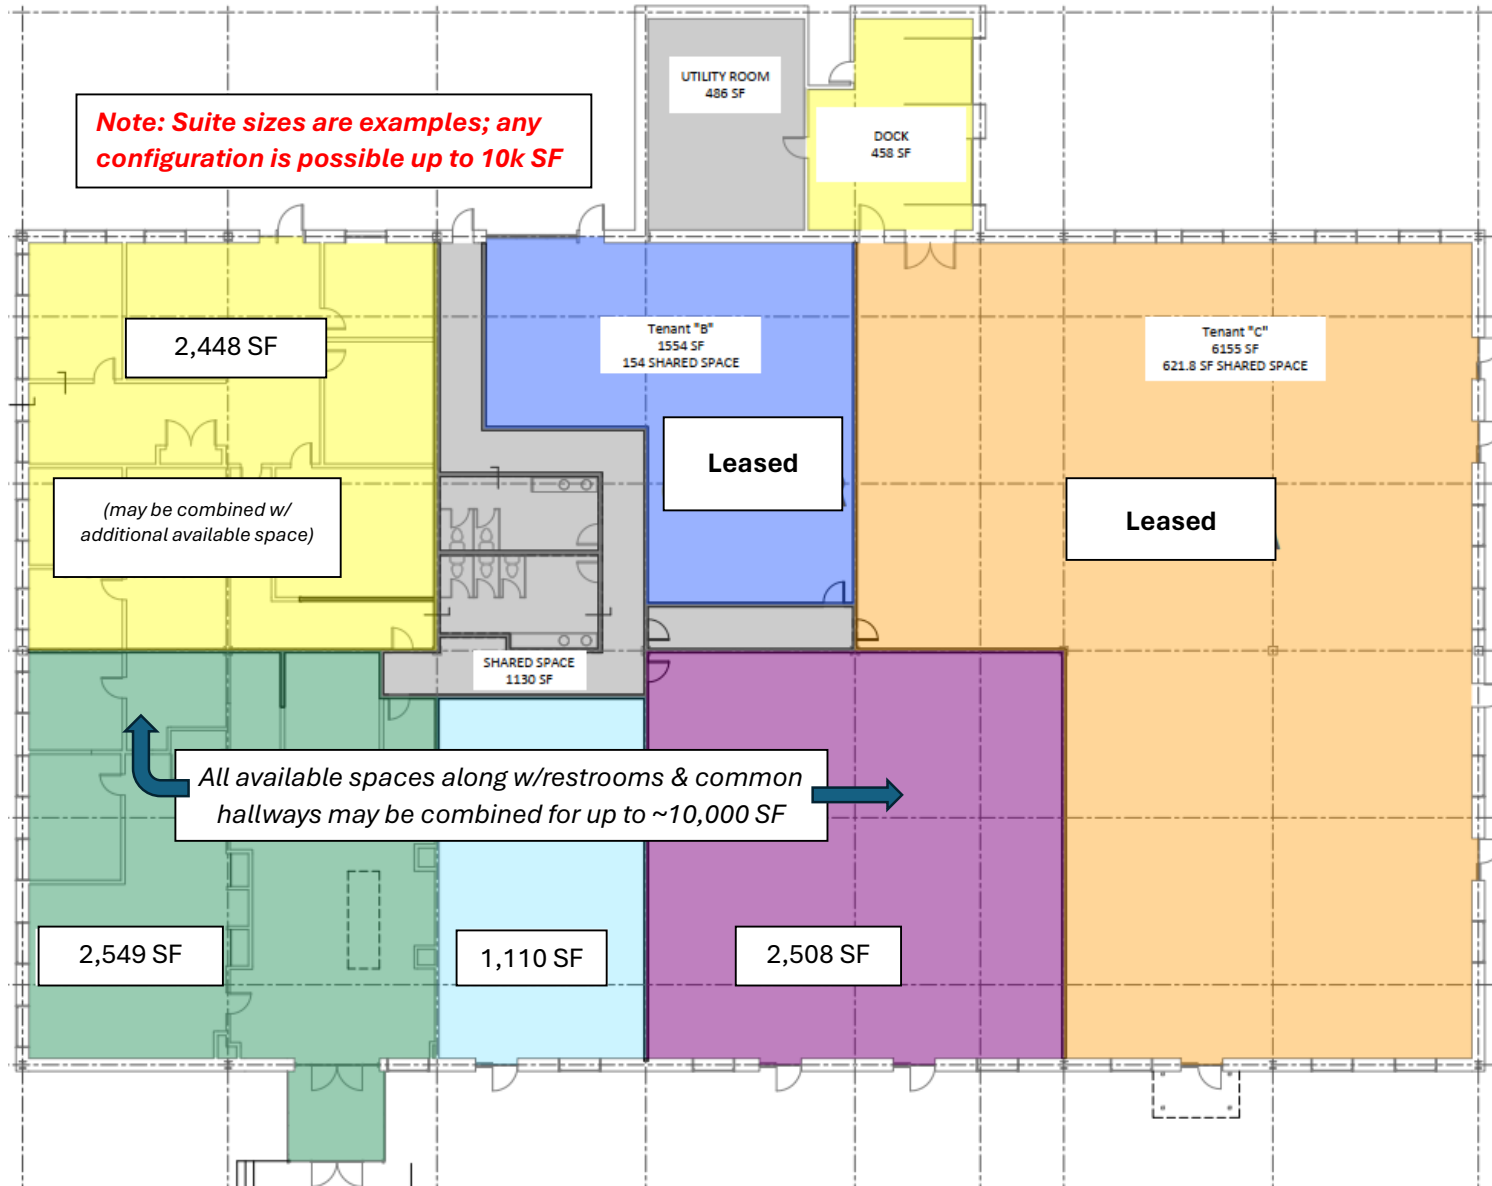 UTILITY ROOM
486 SF
Note: Suite sizes are examples; any
configuration is possible up to 10k SF
DOCK
458 SF
2,448 SF
Tenant "B"
1554 SF
154 SHARED SPACE
Tenant "C"
6155 SF
621.8 SF SHARED SPACE
Leased
Leased
(may be combined w/
additional available space)
SHARED SPACE
1130 SF
All available spaces along w/restrooms & common
hallways may be combined for up to ~10,000 SF
2,549 SF
1,110 SF
2,508 SF